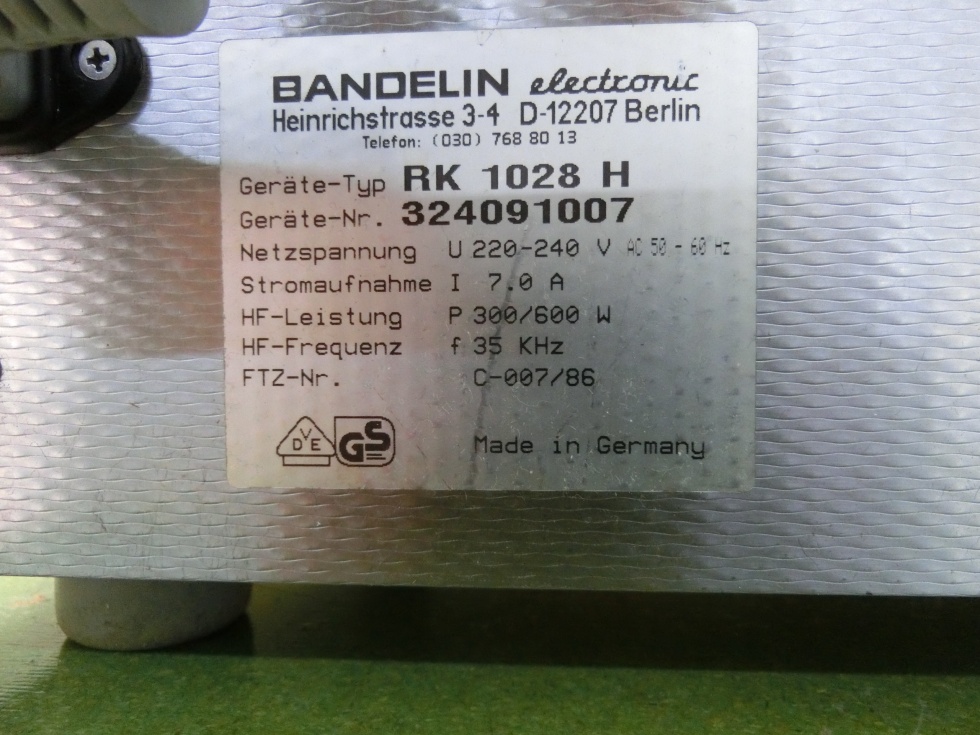 BANDELIN electronic
Heinrichstrasse 3-4 D-12207 Berlin
Telefon: (030) 768 80 13
Geräte-Typ RK 1028 H
Geräte-Nr. 324091007
Netzspannung U 220-240 V AC 50 - 60 Hz
Stromaufnahme I 7.0 A
HF-Leistung P 300/600 W
HF-Frequenz f 35 KHz
FTZ-Nr. C-007/86
DVE GS Made in Germany